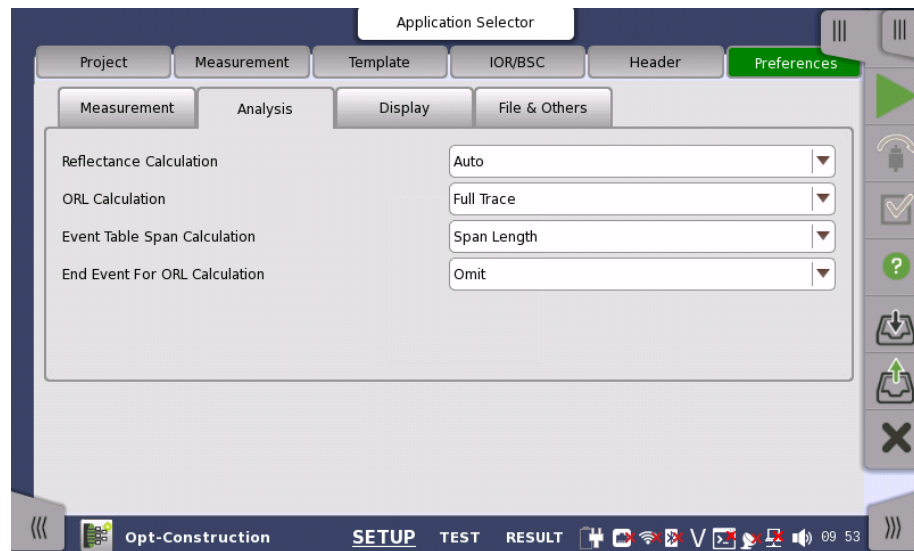 Application Selector
Project Measurement Template IOR/BSC Header Preferences
Measurement Analysis Display File & Others
Reflectance Calculation Auto
ORL Calculation Full Trace
Event Table Span Calculation Span Length
End Event For ORL Calculation Omit
Opt-Construction SETUP TEST RESULT 09 53